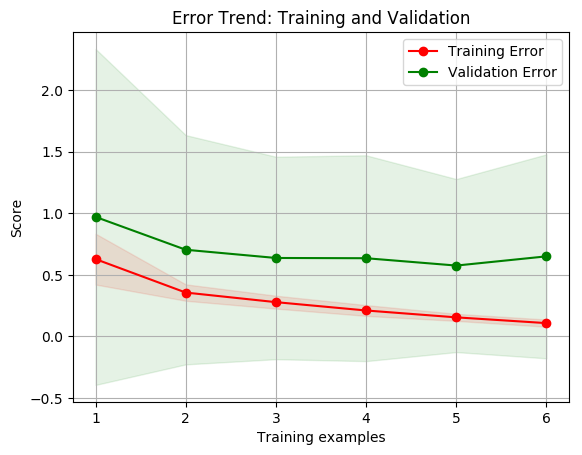 Error Trend: Training and Validation
Training Error
Validation Error
2.0
1.5
1.0
0.5
0.0
−0.5
Score
1 2 3 4 5 6
Training examples